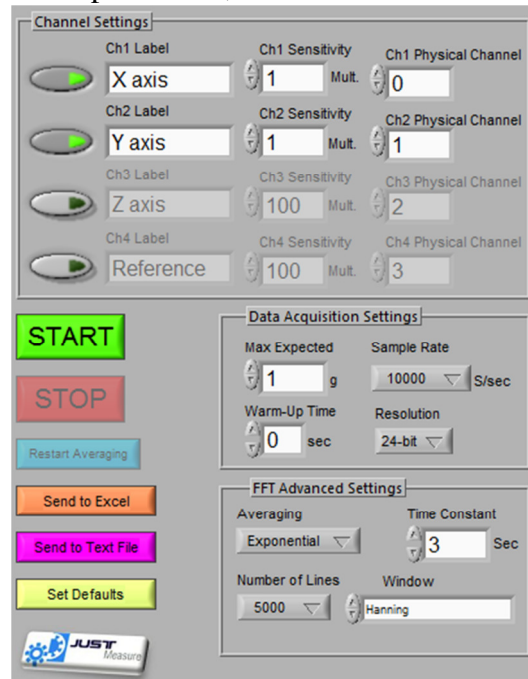 Channel Settings
Ch1 Label Ch1 Sensitivity Ch1 Physical Channel
X axis 1 Mult. 0
Ch2 Label Ch2 Sensitivity Ch2 Physical Channel
Y axis 1 Mult. 1
Ch3 Label Ch3 Sensitivity Ch3 Physical Channel
Z axis 100 Mult. 2
Ch4 Label Ch4 Sensitivity Ch4 Physical Channel
Reference 100 Mult. 3
START
STOP
Restart Averaging
Send to Excel
Send to Text File
Set Defaults
JUST
Measure
Data Acquisition Settings
Max Expected Sample Rate
1 g 10000 S/sec
Warm-Up Time Resolution
0 sec 24-bit
FFT Advanced Settings
Averaging Time Constant
Exponential 3 Sec
Number of Lines Window
5000 Hanning